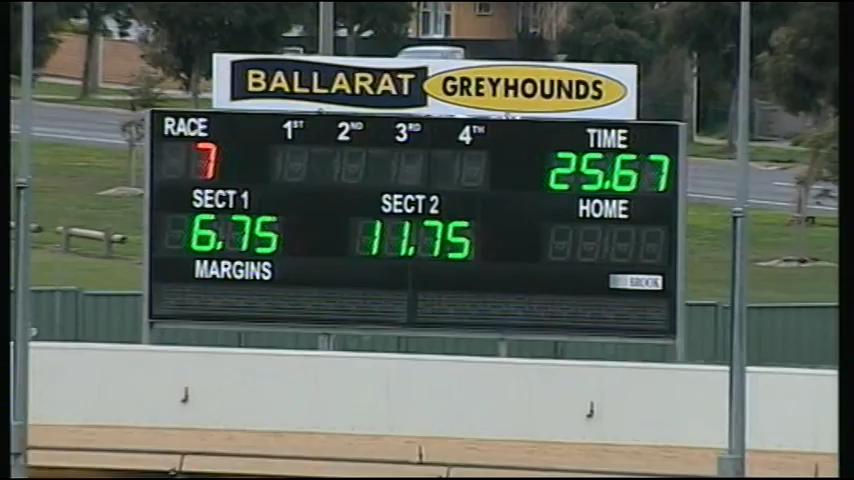 BALLARAT GREYHOUNDS
RACE 1ST 2ND 3RD 4TH TIME
7 25.67
SECT 1 SECT 2 HOME
6.75 11.75
MARGINS
BROOK